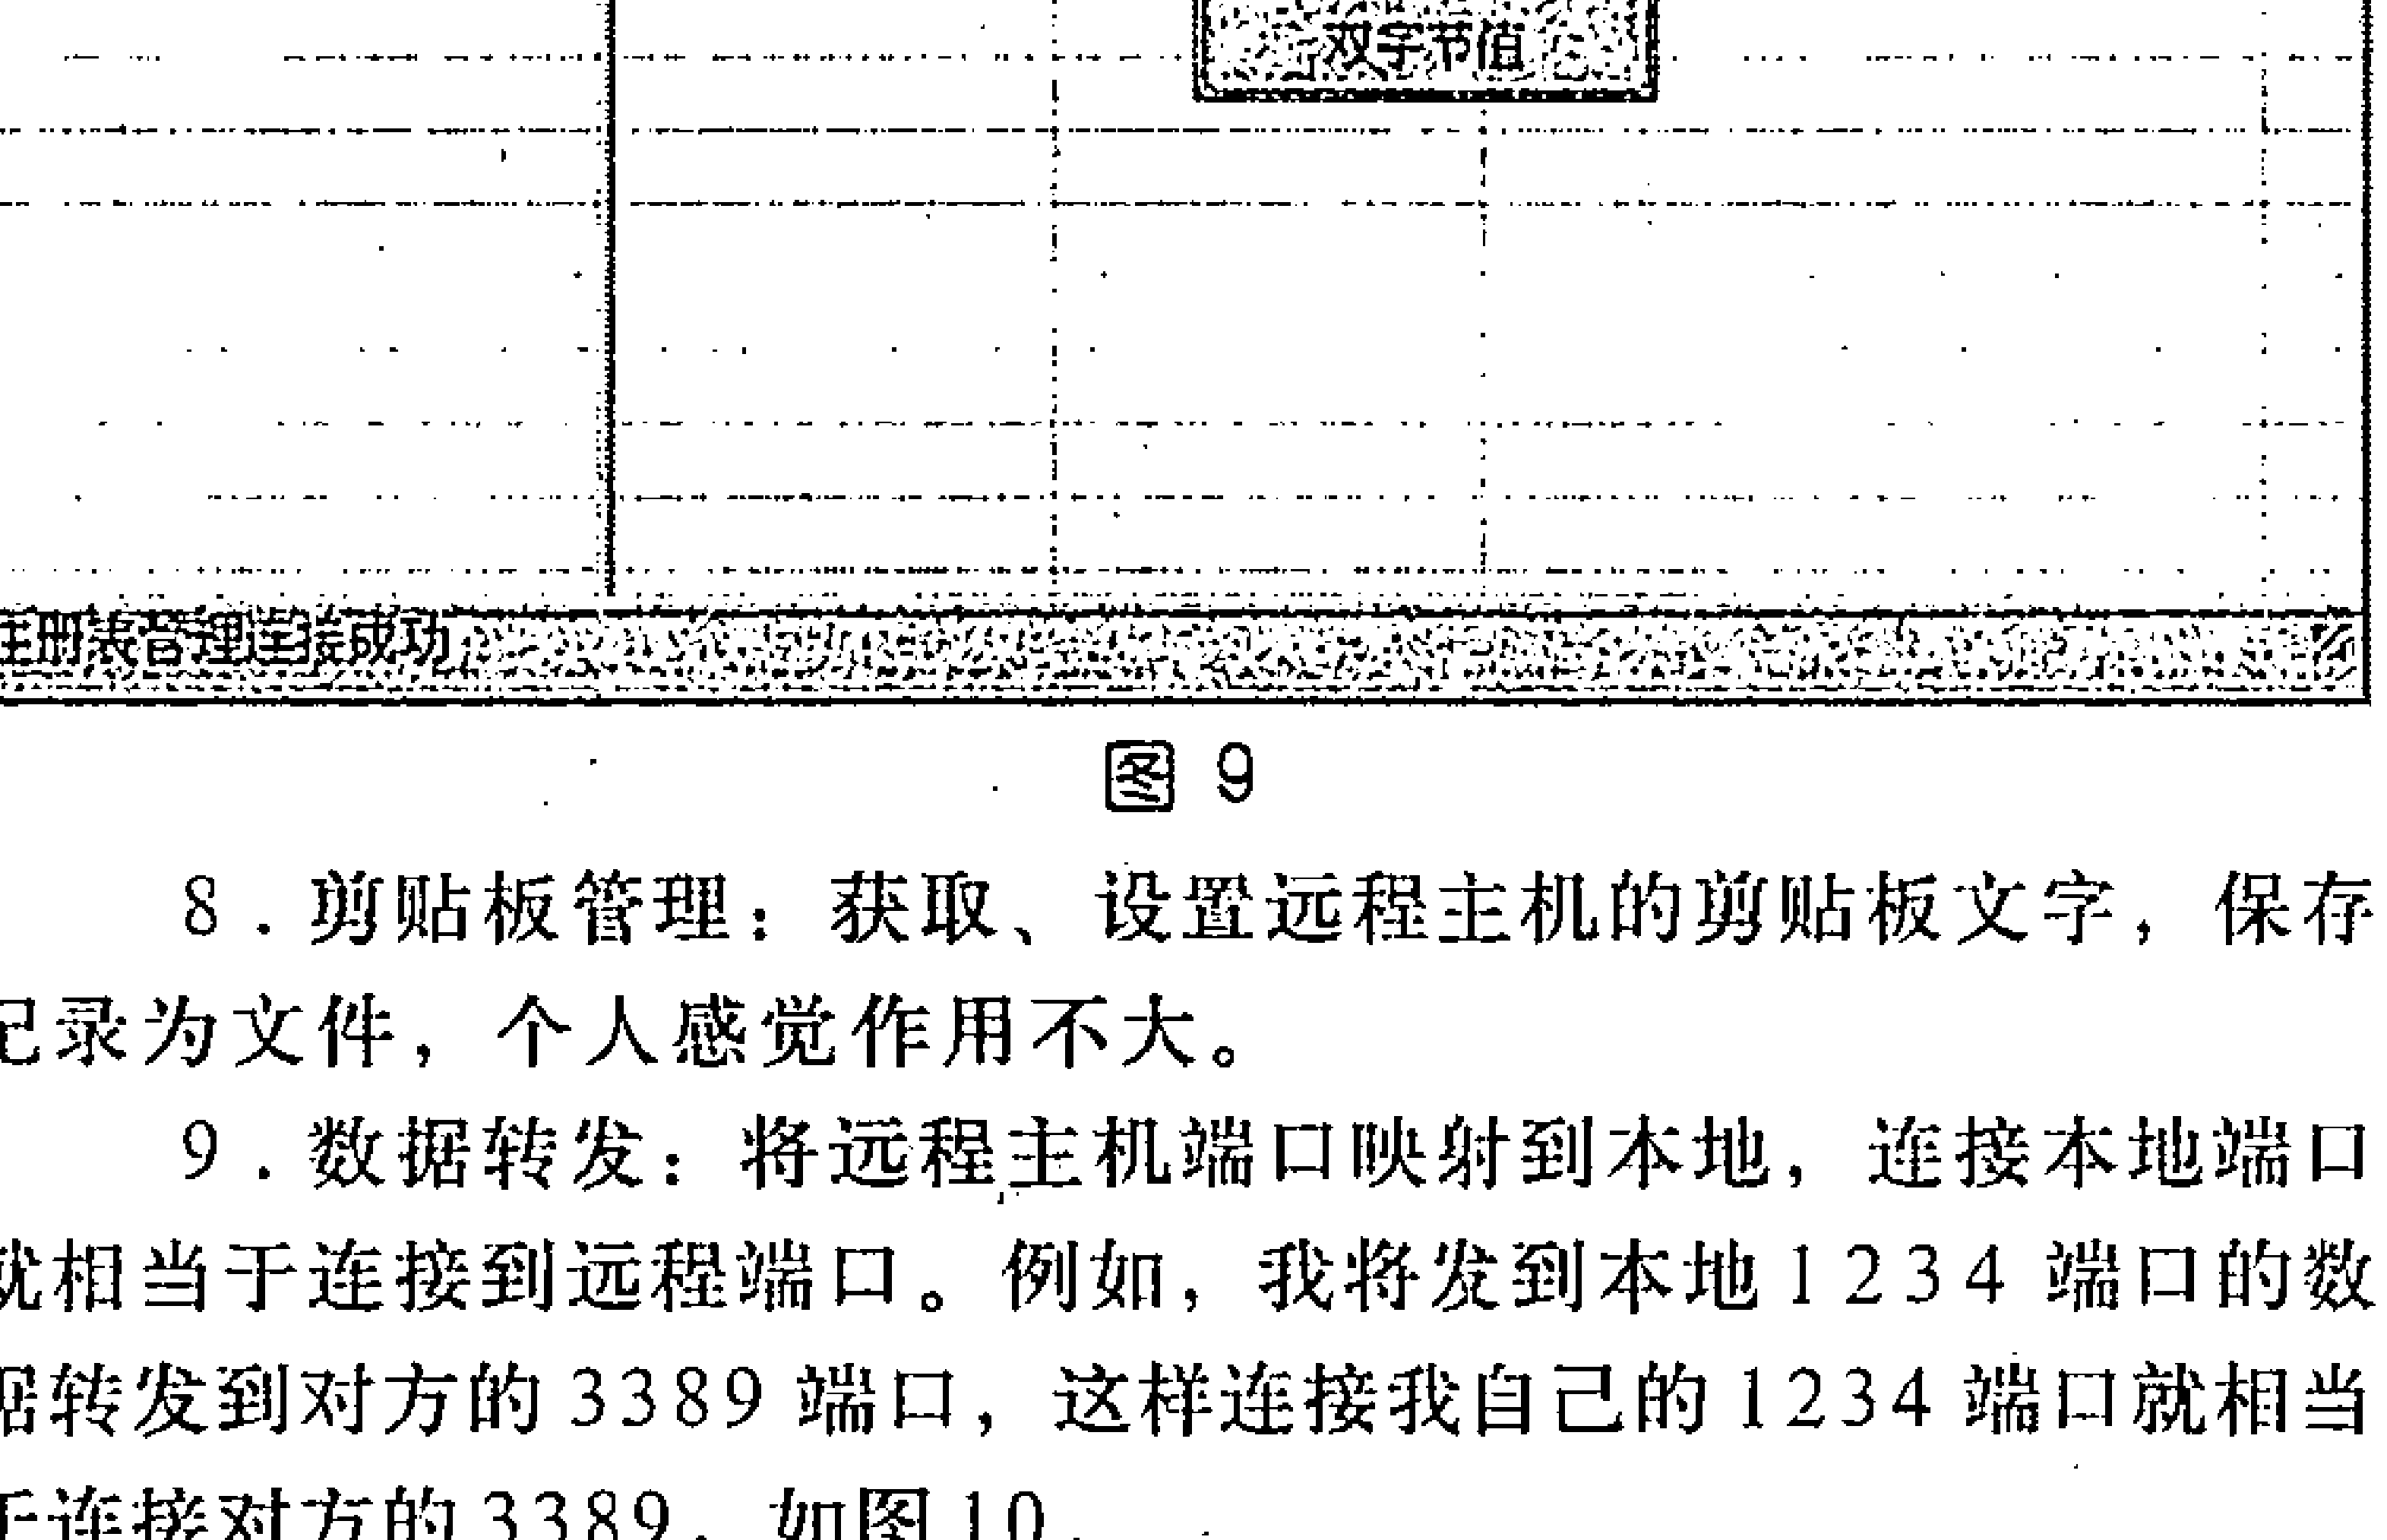 双字节值
注册表管理连接成功
图 9
8．剪贴板管理：获取、设置远程主机的剪贴板文字，保存
记录为文件，个人感觉作用不大。
9．数据转发：将远程主机端口映射到本地，连接本地端口
就相当于连接到远程端口。例如，我将发到本地1234 端口的数
据转发到对方的 3389 端口，这样连接我自己的 1234 端口就相当
于连接对方的 3389，如图 10。